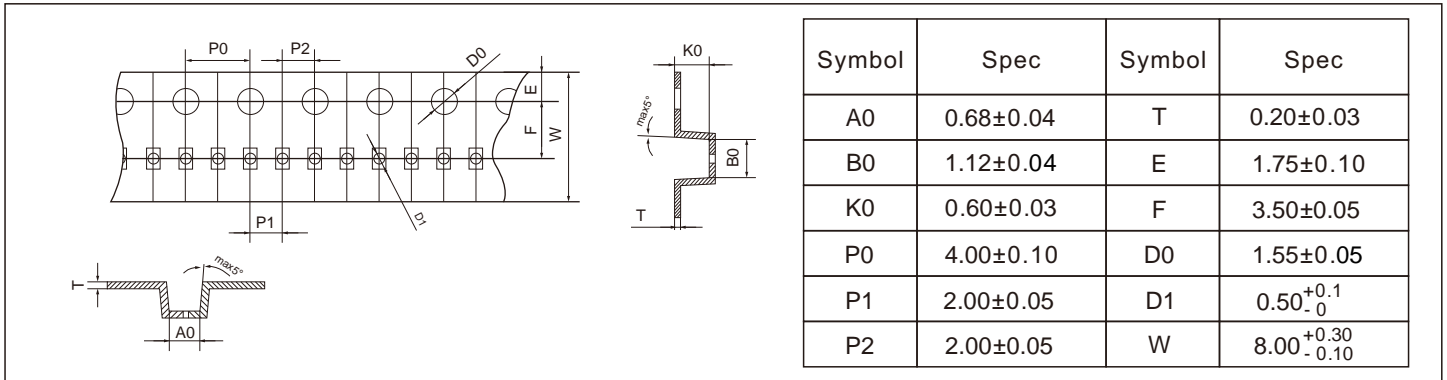 P0
P2
D0
E
F
W
P1
D1
K0
max5°
B0
T
max5°
T
A0
Symbol Spec Symbol Spec
A0 0.68±0.04 T 0.20±0.03
B0 1.12±0.04 E 1.75±0.10
K0 0.60±0.03 F 3.50±0.05
P0 4.00±0.10 D0 1.55±0.05
P1 2.00±0.05 D1 0.50 +0.1 - 0
P2 2.00±0.05 W 8.00 +0.30 - 0.10